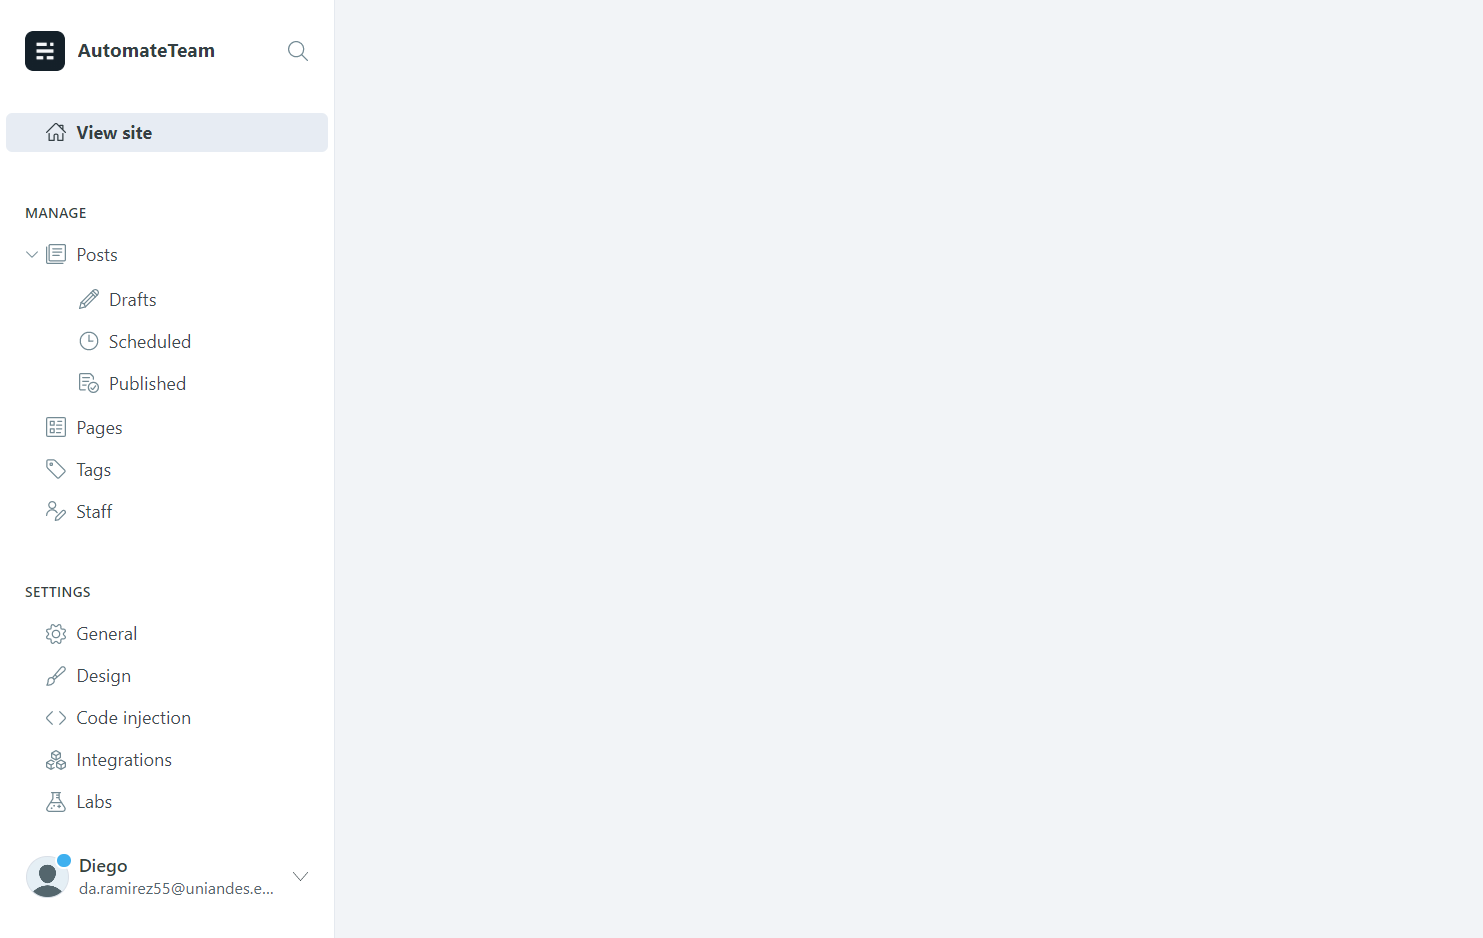 AutomateTeam
View site
MANAGE
Posts
Drafts
Scheduled
Published
Pages
Tags
Staff
SETTINGS
General
Design
Code injection
Integrations
Labs
Diego
da.ramirez55@uniandes.e...